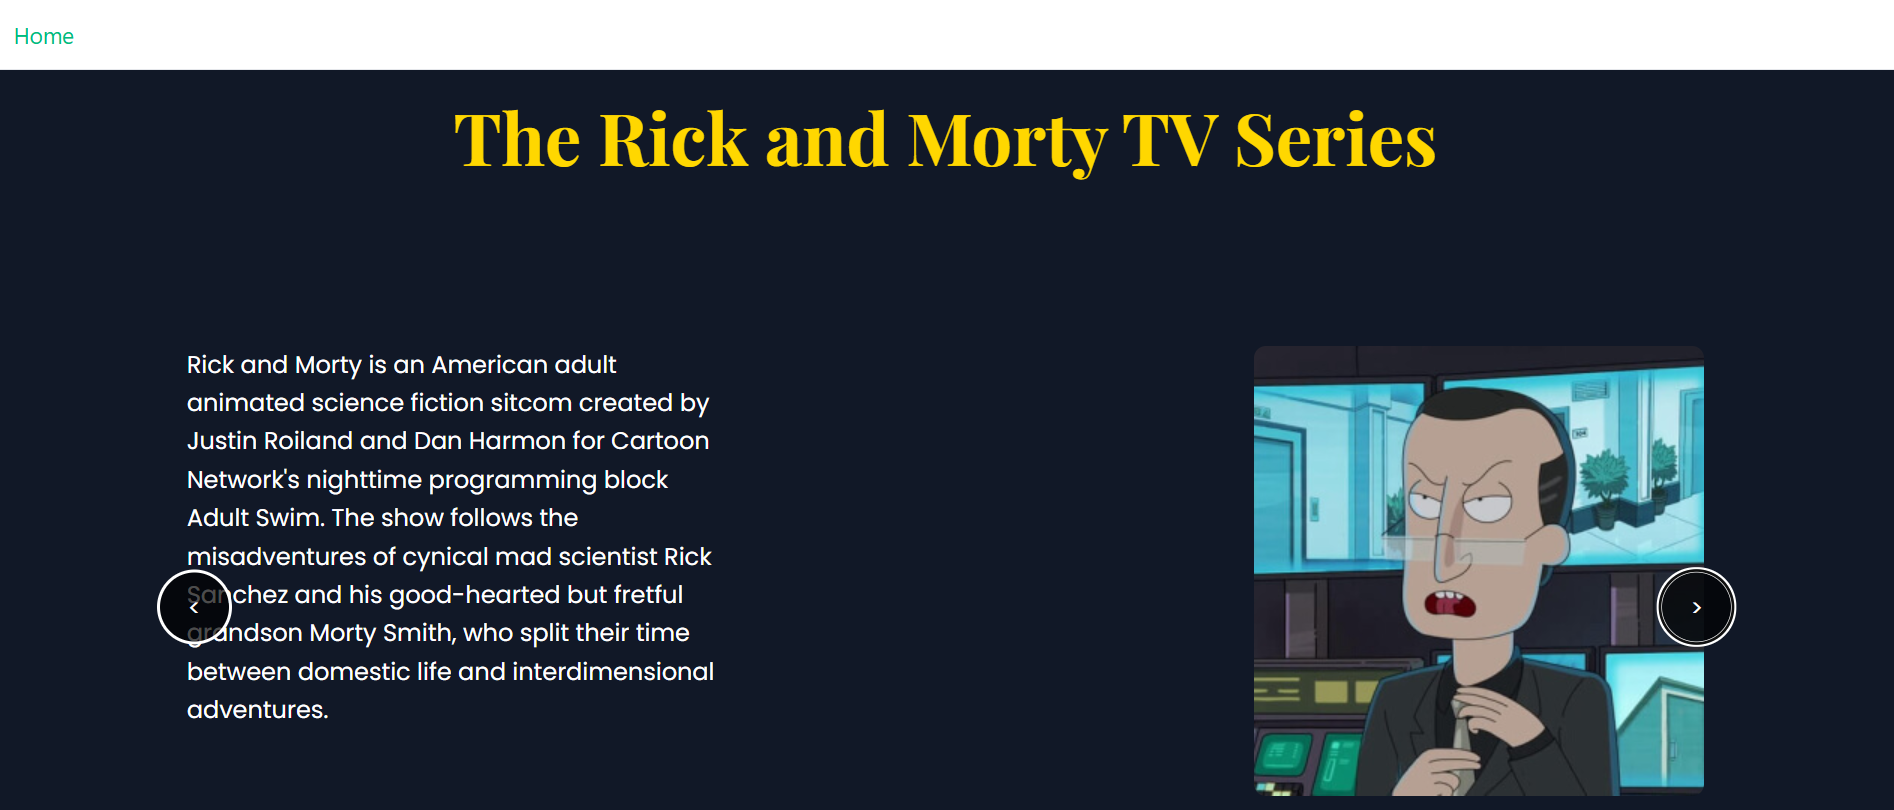 Home
The Rick and Morty TV Series
Rick and Morty is an American adult
animated science fiction sitcom created by
Justin Roiland and Dan Harmon for Cartoon
Network's nighttime programming block
Adult Swim. The show follows the
misadventures of cynical mad scientist Rick
Sanchez and his good-hearted but fretful
grandson Morty Smith, who split their time
between domestic life and interdimensional
adventures.